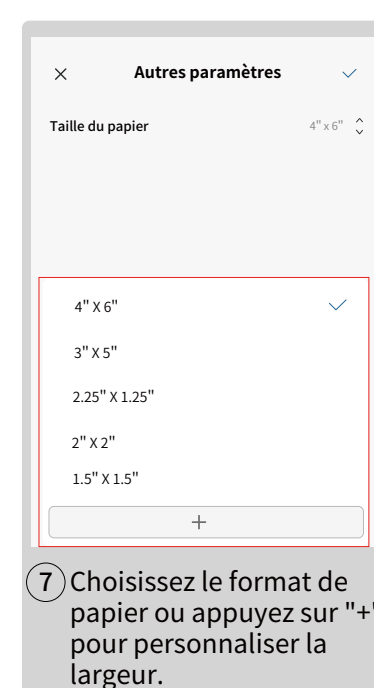 Autres paramètres
Taille du papier 4" x 6"
4" X 6"
3" X 5"
2.25" X 1.25"
2" X 2"
1.5" X 1.5"
+
7 Choisissez le format de
papier ou appuyez sur "+"
pour personnaliser la
largeur.